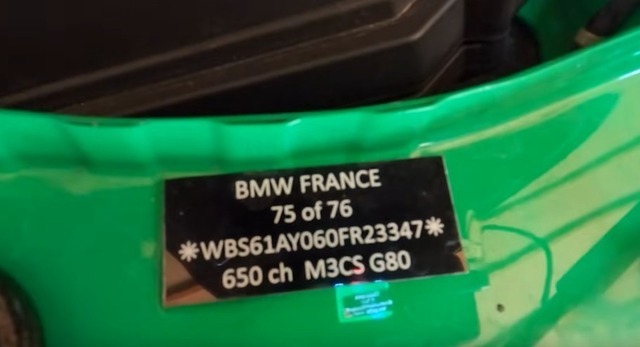 BMW FRANCE
75 of 76
*WBS61AY060FR23347*
650 ch M3CS G80